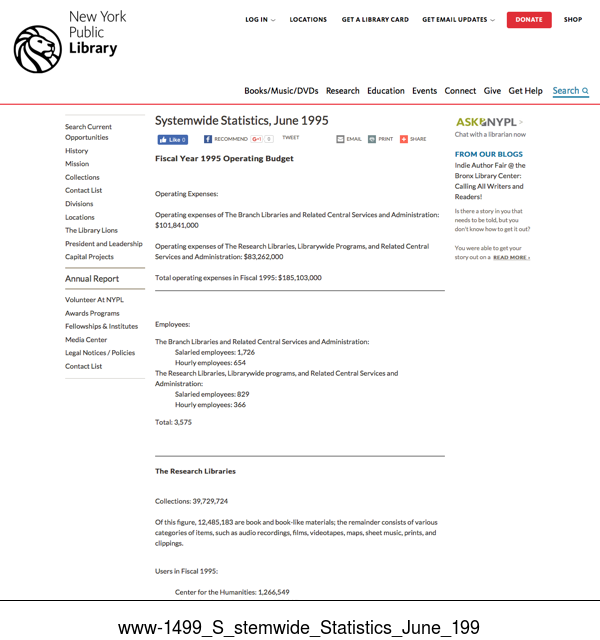 New York
Public
Library
LOG IN
LOCATIONS
GET A LIBRARY CARD
GET EMAIL UPDATES
DONATE
SHOP
Books/Music/DVDs Research Education Events Connect Give Get Help Search
Search Current
Opportunities
History
Mission
Collections
Contact List
Divisions
Locations
The Library Lions
President and Leadership
Capital Projects
Annual Report
Volunteer At NYPL
Awards Programs
Fellowships & Institutes
Media Center
Legal Notices / Policies
Contact List
Systemwide Statistics, June 1995
Like 0 RECOMMEND G+1 0 TWEET EMAIL PRINT SHARE
Fiscal Year 1995 Operating Budget
Operating Expenses:
Operating expenses of The Branch Libraries and Related Central Services and Administration:
$101,841,000
Operating expenses of The Research Libraries, Librarywide Programs, and Related Central
Services and Administration: $83,262,000
Total operating expenses in Fiscal 1995: $185,103,000
Employees:
The Branch Libraries and Related Central Services and Administration:
Salaried employees: 1,726
Hourly employees: 654
The Research Libraries, Librarywide programs, and Related Central Services and
Administration:
Salaried employees: 829
Hourly employees: 366
Total: 3,575
The Research Libraries
Collections: 39,729,724
Of this figure, 12,485,183 are book and book-like materials; the remainder consists of various
categories of items, such as audio recordings, films, videotapes, maps, sheet music, prints, and
clippings.
Users in Fiscal 1995:
Center for the Humanities: 1,266,549
ASK NYPL >
Chat with a librarian now
FROM OUR BLOGS
Indie Author Fair @ the
Bronx Library Center:
Calling All Writers and
Readers!
Is there a story in you that
needs to be told, but you
don't know how to get it out?
You were able to get your
story out on a READ MORE ›
www-1499_S_stemwide_Statistics_June_199